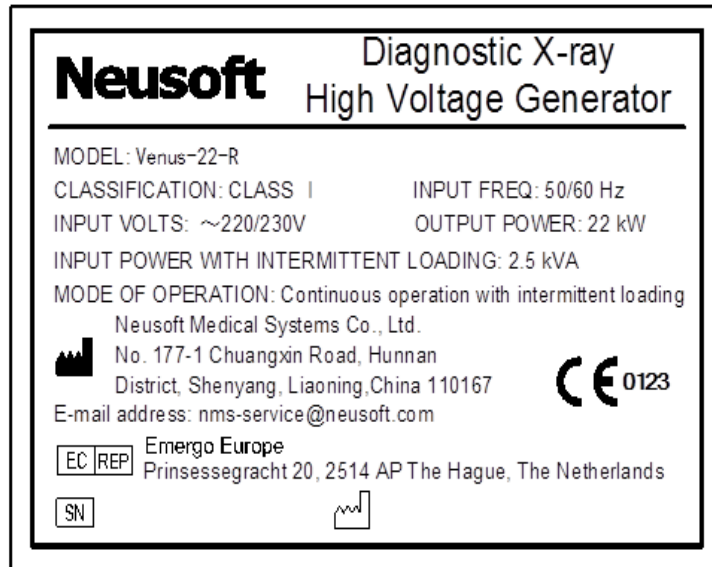 Neusoft
Diagnostic X-ray
High Voltage Generator
MODEL: Venus-22-R
CLASSIFICATION: CLASS I INPUT FREQ: 50/60 Hz
INPUT VOLTS: ～220/230V OUTPUT POWER: 22 kW
INPUT POWER WITH INTERMITTENT LOADING: 2.5 kVA
MODE OF OPERATION: Continuous operation with intermittent loading
Neusoft Medical Systems Co., Ltd.
No. 177-1 Chuangxin Road, Hunnan
District, Shenyang, Liaoning,China 110167
CE 0123
E-mail address: nms-service@neusoft.com
EC REP Emergo Europe
Prinsessegracht 20, 2514 AP The Hague, The Netherlands
SN